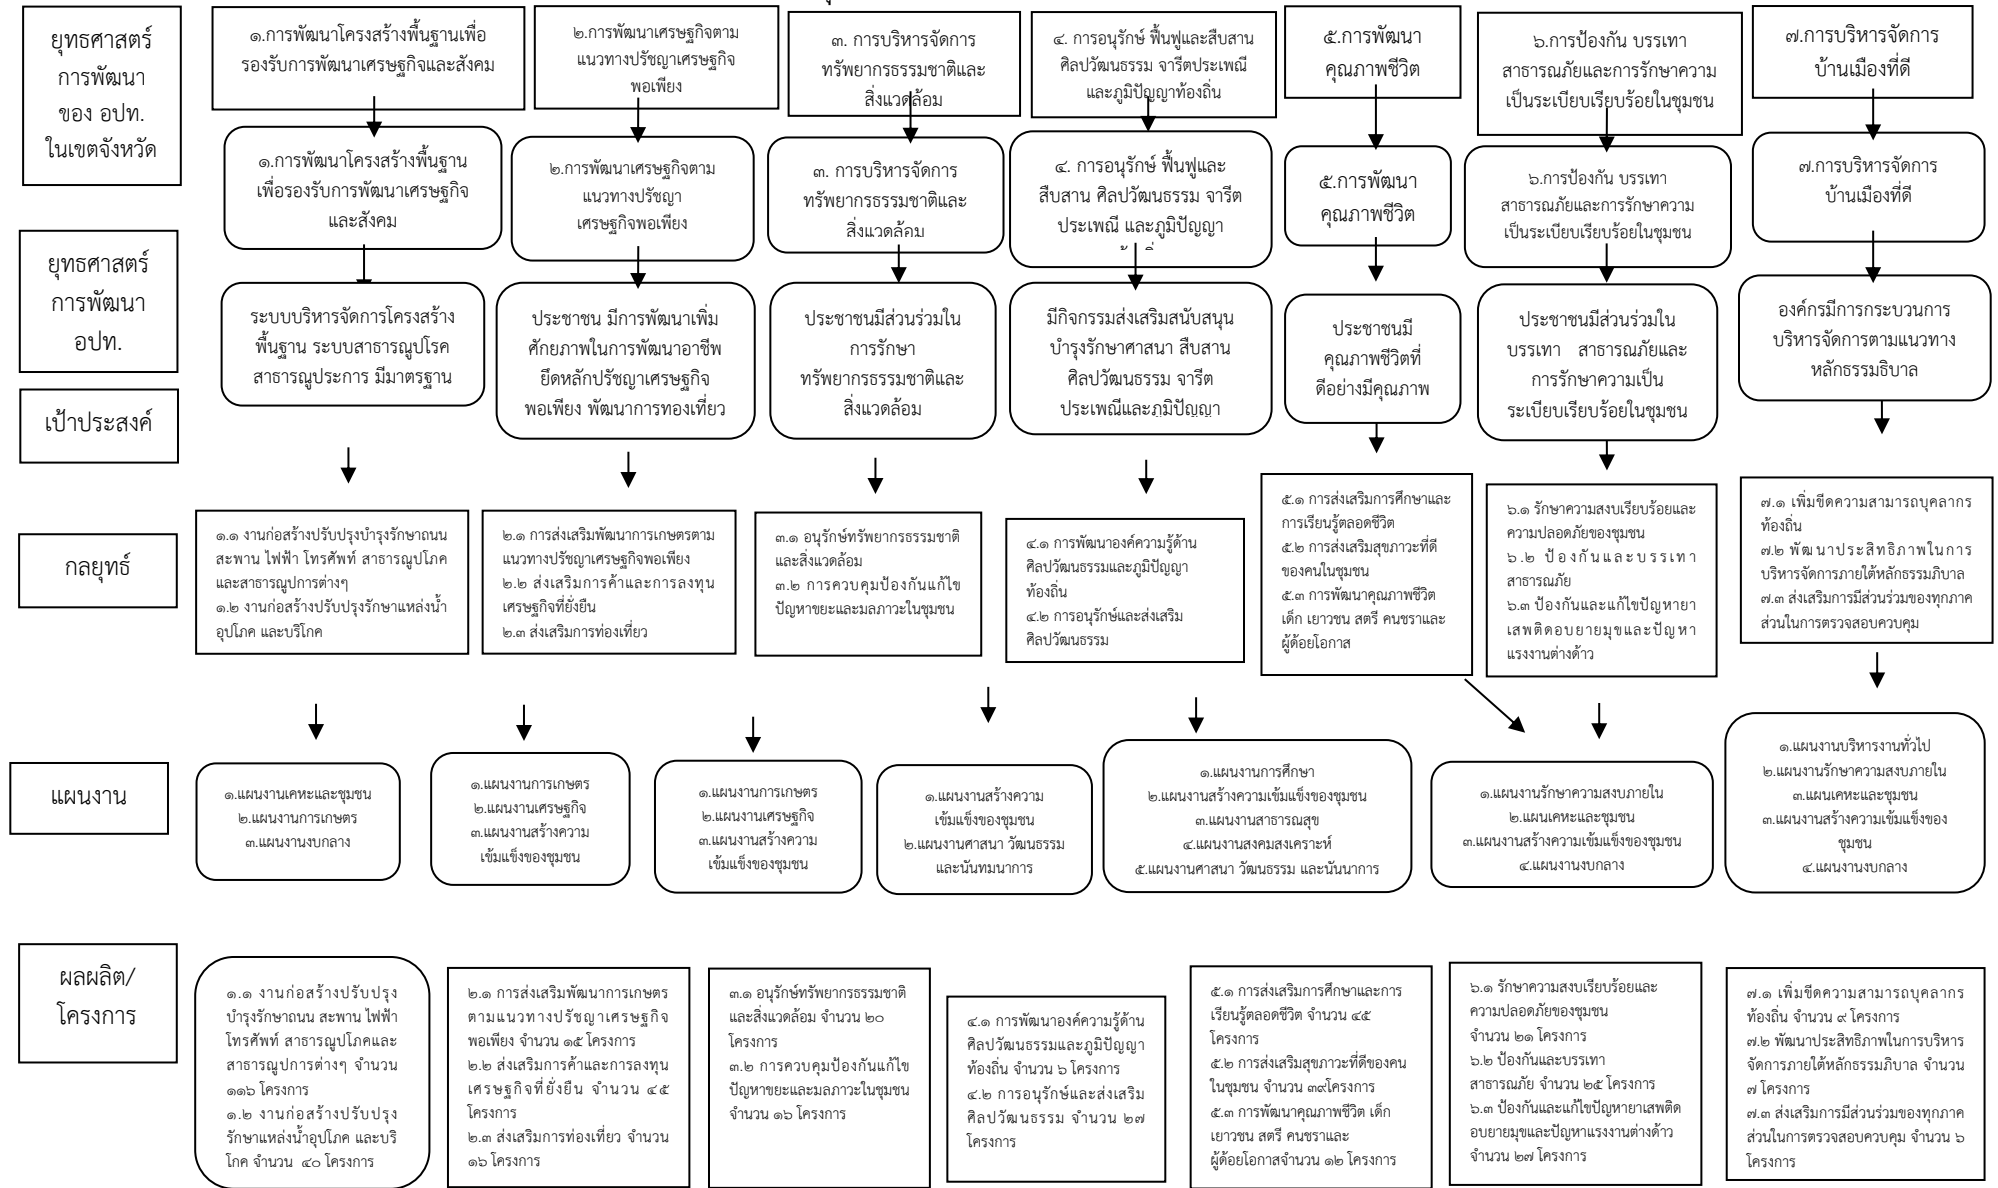 ยุทธศาสตร์
การพัฒนา
ของ อปท.
ในเขตจังหวัด
๑.การพัฒนาโครงสร้างพื้นฐานเพื่อ
รองรับการพัฒนาเศรษฐกิจและสังคม
๒.การพัฒนาเศรษฐกิจตาม
แนวทางปรัชญาเศรษฐกิจ
พอเพียง
๓. การบริหารจัดการ
ทรัพยากรธรรมชาติและ
สิ่งแวดล้อม
๔. การอนุรักษ์ ฟื้นฟูและสืบสาน
ศิลปวัฒนธรรม จารีตประเพณี
และภูมิปัญญาท้องถิ่น
๕.การพัฒนา
คุณภาพชีวิต
๖.การป้องกัน บรรเทา
สาธารณภัยและการรักษาความ
เป็นระเบียบเรียบร้อยในชุมชน
๗.การบริหารจัดการ
บ้านเมืองที่ดี
ยุทธศาสตร์
การพัฒนา
อปท.
๑.การพัฒนาโครงสร้างพื้นฐาน
เพื่อรองรับการพัฒนาเศรษฐกิจ
และสังคม
๒.การพัฒนาเศรษฐกิจตาม
แนวทางปรัชญา
เศรษฐกิจพอเพียง
๓. การบริหารจัดการ
ทรัพยากรธรรมชาติและ
สิ่งแวดล้อม
๔. การอนุรักษ์ ฟื้นฟูและ
สืบสาน ศิลปวัฒนธรรม จารีต
ประเพณี และภูมิปัญญา
๕.การพัฒนา
คุณภาพชีวิต
๖.การป้องกัน บรรเทา
สาธารณภัยและการรักษาความ
เป็นระเบียบเรียบร้อยในชุมชน
๗.การบริหารจัดการ
บ้านเมืองที่ดี
เป้าประสงค์
ระบบบริหารจัดการโครงสร้าง
พื้นฐาน ระบบสาธารณูปโรค
สาธารณูประการ มีมาตรฐาน
ประชาชน มีการพัฒนาเพิ่ม
ศักยภาพในการพัฒนาอาชีพ
ยึดหลักปรัชญาเศรษฐกิจ
พอเพียง พัฒนาการทองเที่ยว
ประชาชนมีส่วนร่วมใน
การรักษา
ทรัพยากรธรรมชาติและ
สิ่งแวดล้อม
มีกิจกรรมส่งเสริมสนับสนุน
บำรุงรักษาศาสนา สืบสาน
ศิลปวัฒนธรรม จารีต
ประเพณีและภูมิปัญญา
ประชาชนมี
คุณภาพชีวิตที่
ดีอย่างมีคุณภาพ
ประชาชนมีส่วนร่วมใน
บรรเทา สาธารณภัยและ
การรักษาความเป็น
ระเบียบเรียบร้อยในชุมชน
องค์กรมีการกระบวนการ
บริหารจัดการตามแนวทาง
หลักธรรมธิบาล
กลยุทธ์
๑.๑ งานก่อสร้างปรับปรุงบำรุงรักษาถนน
สะพาน ไฟฟ้า โทรศัพท์ สาธารณูปโภค
และสาธารณูปการต่างๆ
๑.๒ งานก่อสร้างปรับปรุงรักษาแหล่งน้ำ
อุปโภค และบริโกค
๒.๑ การส่งเสริมพัฒนาการเกษตรตาม
แนวทางปรัชญาเศรษฐกิจพอเพียง
๒.๒ ส่งเสริมการค้าและการลงทุน
เศรษฐกิจที่ยั่งยืน
๒.๓ ส่งเสริมการท่องเที่ยว
๓.๑ อนุรักษ์ทรัพยากรธรรมชาติ
และสิ่งแวดล้อม
๓.๒ การควบคุมป้องกันแก้ไข
ปัญหาขยะและมลภาวะในชุมชน
๔.๑ การพัฒนาองค์ความรู้ด้าน
ศิลปวัฒนธรรมและภูมิปัญญา
ท้องถิ่น
๔.๒ การอนุรักษ์และส่งเสริม
ศิลปวัฒนธรรม
๕.๑ การส่งเสริมการศึกษาและ
การเรียนรู้ตลอดชีวิต
๕.๒ การส่งเสริมสุขภาวะที่ดี
ของคนในชุมชน
๕.๓ การพัฒนาคุณภาพชีวิต
เด็ก เยาวชน สตรี คนชราและ
ผู้ด้อยโอกาส
๖.๑ รักษาความสงบเรียบร้อยและ
ความปลอดภัยของชุมชน
๖.๒ ป้องกันและบรรเทา
สาธารณภัย
๖.๓ ป้องกันและแก้ไขปัญหายา
เสพติดอบยายมุขและปัญหา
แรงงานต่างด้าว
๗.๑ เพิ่มขีดความสามารถบุคลากร
ท้องถิ่น
๗.๒ พัฒนาประสิทธิภาพในการ
บริหารจัดการภายใต้หลักธรรมภิบาล
๗.๓ ส่งเสริมการมีส่วนร่วมของทุกภาค
ส่วนในการตรวจสอบควบคุม
แผนงาน
๑.แผนงานเคหะและชุมชน
๒.แผนงานการเกษตร
๓.แผนงานงบกลาง
๑.แผนงานการเกษตร
๒.แผนงานเศรษฐกิจ
๓.แผนงานสร้างความ
เข้มแข็งของชุมชน
๑.แผนงานการเกษตร
๒.แผนงานเศรษฐกิจ
๓.แผนงานสร้างความ
เข้มแข็งของชุมชน
๑.แผนงานสร้างความ
เข้มแข็งของชุมชน
๒.แผนงานศาสนา วัฒนธรรม
และนันทมนาการ
๑.แผนงานการศึกษา
๒.แผนงานสร้างความเข้มแข็งของชุมชน
๓.แผนงานสาธารณสุข
๔.แผนงานสงคมสงเคราะห์
๕.แผนงานศาสนา วัฒนธรรม และนันนาการ
๑.แผนงานรักษาความสงบภายใน
๒.แผนเคหะและชุมชน
๓.แผนงานสร้างความเข้มแข็งของชุมชน
๔.แผนงานงบกลาง
๑.แผนงานบริหารงานทั่วไป
๒.แผนงานรักษาความสงบภายใน
๓.แผนเคหะและชุมชน
๓.แผนงานสร้างความเข้มแข็งของ
ชุมชน
๔.แผนงานงบกลาง
ผลผลิต/
โครงการ
๑.๑ งานก่อสร้างปรับปรุง
บำรุงรักษาถนน สะพาน ไฟฟ้า
โทรศัพท์ สาธารณูปโภคและ
สาธารณูปการต่างๆ จำนวน
๑๑๖ โครงการ
๑.๒ งานก่อสร้างปรับปรุง
รักษาแหล่งน้ำอุปโภค และบริ
โกค จำนวน ๔๐ โครงการ
๒.๑ การส่งเสริมพัฒนาการเกษตร
ตามแนวทางปรัชญาเศรษฐกิจ
พอเพียง จำนวน ๑๕ โครงการ
๒.๒ ส่งเสริมการค้าและการลงทุน
เศรษฐกิจที่ยั่งยืน จำนวน ๔๕
โครงการ
๒.๓ ส่งเสริมการท่องเที่ยว จำนวน
๑๖ โครงการ
๓.๑ อนุรักษ์ทรัพยากรธรรมชาติ
และสิ่งแวดล้อม จำนวน ๒๐
โครงการ
๓.๒ การควบคุมป้องกันแก้ไข
ปัญหาขยะและมลภาวะในชุมชน
จำนวน ๑๖ โครงการ
๔.๑ การพัฒนาองค์ความรู้ด้าน
ศิลปวัฒนธรรมและภูมิปัญญา
ท้องถิ่น จำนวน ๖ โครงการ
๔.๒ การอนุรักษ์และส่งเสริม
ศิลปวัฒนธรรม จำนวน ๒๗
โครงการ
๕.๑ การส่งเสริมการศึกษาและการ
เรียนรู้ตลอดชีวิต จำนวน ๔๕
โครงการ
๕.๒ การส่งเสริมสุขภาวะที่ดีของคน
ในชุมชน จำนวน ๓๙โครงการ
๕.๓ การพัฒนาคุณภาพชีวิต เด็ก
เยาวชน สตรี คนชราและ
ผู้ด้อยโอกาสจำนวน ๑๒ โครงการ
๖.๑ รักษาความสงบเรียบร้อยและ
ความปลอดภัยของชุมชน
จำนวน ๒๑ โครงการ
๖.๒ ป้องกันและบรรเทา
สาธารณภัย จำนวน ๒๕ โครงการ
๖.๓ ป้องกันและแก้ไขปัญหายาเสพติด
อบยายมุขและปัญหาแรงงานต่างด้าว
จำนวน ๒๗ โครงการ
๗.๑ เพิ่มขีดความสามารถบุคลากร
ท้องถิ่น จำนวน ๙ โครงการ
๗.๒ พัฒนาประสิทธิภาพในการบริหาร
จัดการภายใต้หลักธรรมภิบาล จำนวน
๗ โครงการ
๗.๓ ส่งเสริมการมีส่วนร่วมของทุกภาค
ส่วนในการตรวจสอบควบคุม จำนวน ๖
โครงการ